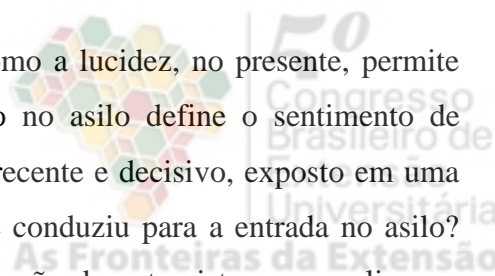 5º
omo a lucidez, no presente, permite
Congresso
o no asilo define o sentimento de
Brasileiro de
recente e decisivo, exposto em uma
Extensão
Universitária
conduziu para a entrada no asilo?
As Fronteiras da Extensão